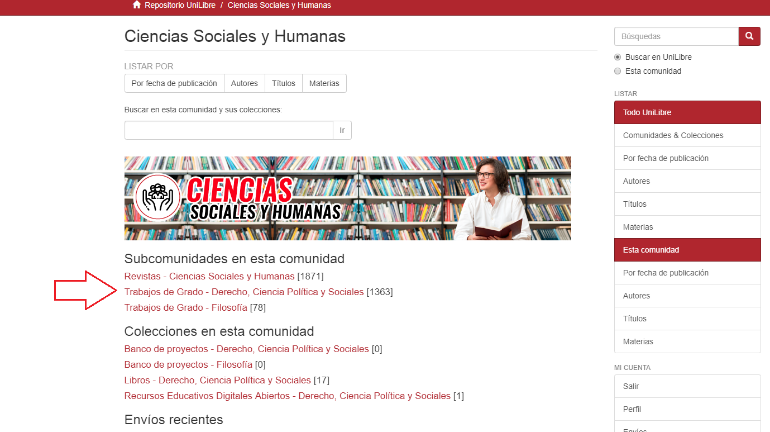 Repositorio UniLibre / Ciencias Sociales y Humanas
Ciencias Sociales y Humanas
LISTAR POR
Por fecha de publicación Autores Títulos Materias
Buscar en esta comunidad y sus colecciones:
Ir
CIENCIAS
SOCIALES Y HUMANAS
Subcomunidades en esta comunidad
Revistas - Ciencias Sociales y Humanas [1871]
Trabajos de Grado - Derecho, Ciencia Política y Sociales [1363]
Trabajos de Grado - Filosofía [78]
Colecciones en esta comunidad
Banco de proyectos - Derecho, Ciencia Política y Sociales [0]
Banco de proyectos - Filosofía [0]
Libros - Derecho, Ciencia Política y Sociales [17]
Recursos Educativos Digitales Abiertos - Derecho, Ciencia Política y Sociales [1]
Envíos recientes
Búsquedas
Buscar en UniLibre
Esta comunidad
LISTAR
Todo UniLibre
Comunidades & Colecciones
Por fecha de publicación
Autores
Títulos
Materias
Esta comunidad
Por fecha de publicación
Autores
Títulos
Materias
MI CUENTA
Salir
Perfil
Envíos